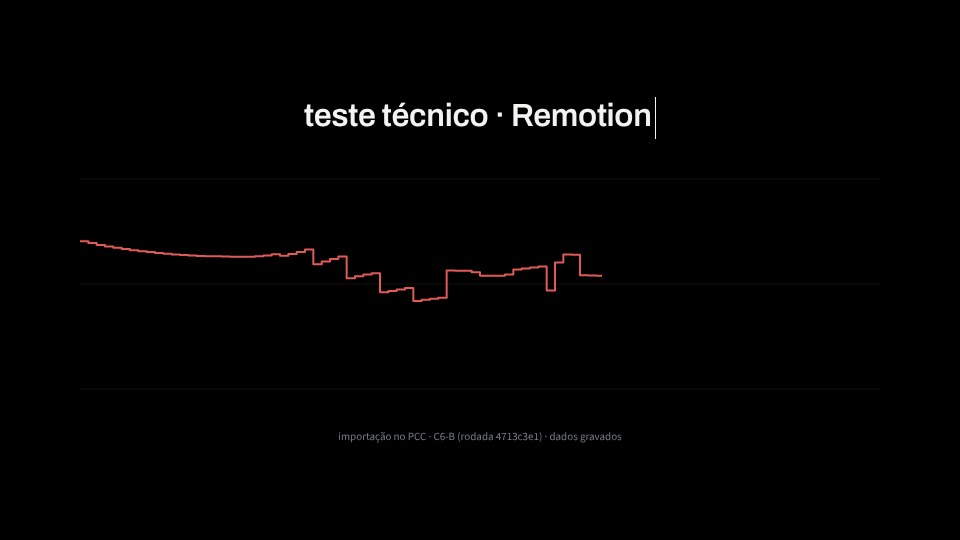 teste técnico · Remotion
importação no PCC · C6-B (rodada 4713c3e1) · dados gravados